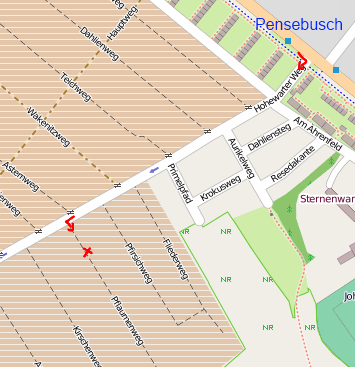 Pensebusch
Hauptweg
Dahlienweg
Teichweg
Wakenitzweg
Asternweg
Hohewarter Weg
Am Ahrenfeld
Dahliensteg
Aurikelweg
Resedakante
Primelpfad
Krokusweg
Sternenwar
NR
NR
NR
NR
NR
NR
NR
Joh
Fliederweg
Pfirsichweg
Pflaumenweg
Kirschenweg